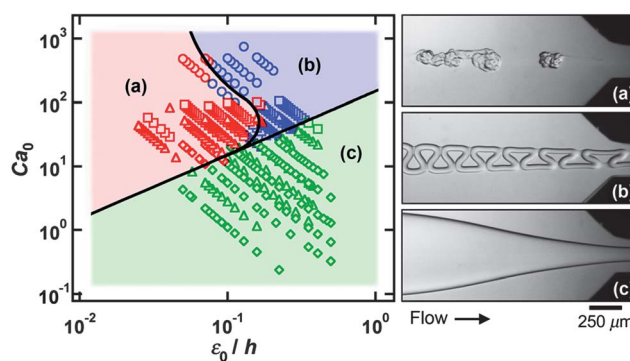 10³
10²
10¹
10⁰
10⁻¹
Ca₀
(a)
(b)
(c)
10⁻²
10⁻¹
10⁰
ε₀ / h
(a)
(b)
(c)
Flow
250 μm